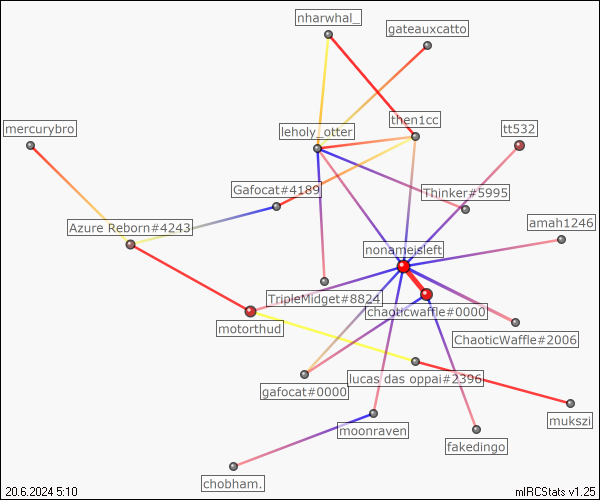 nharwhal_
gateauxcatto
then1cc
mercurybro
leholy_otter
tt532
Gafocat#4189
Thinker#5995
Azure Reborn#4243
amah1246
nonameisleft
TripleMidget#8824
chaoticwaffle#0000
motorthud
ChaoticWaffle#2006
lucas das oppai#2396
gafocat#0000
mukszi
moonraven
fakedingo
chobham.
20.6.2024 5:10
mIRCStats v1.25